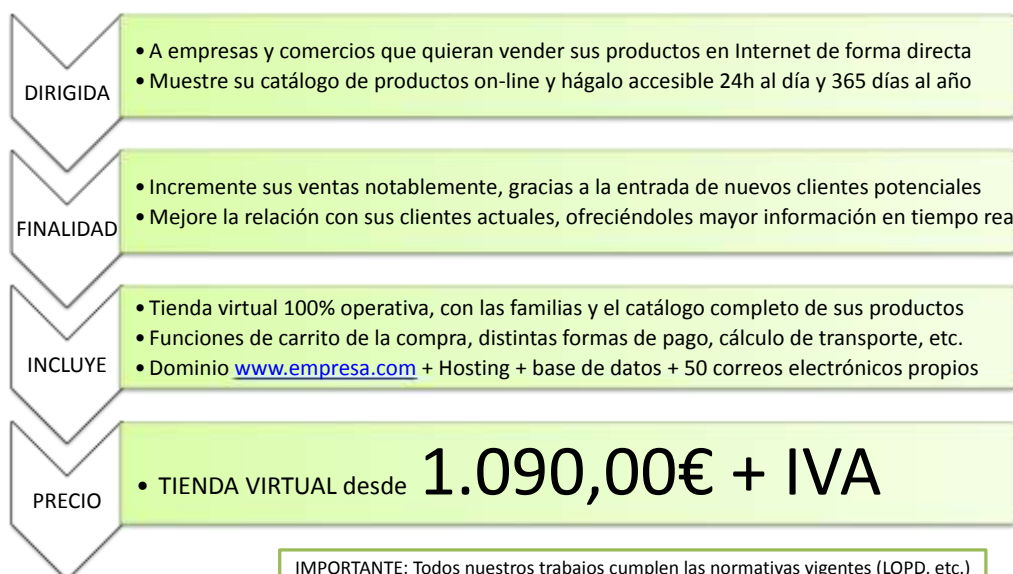 DIRIGIDA
• A empresas y comercios que quieran vender sus productos en Internet de forma directa
• Muestre su catálogo de productos on-line y hágalo accesible 24h al día y 365 días al año
FINALIDAD
• Incremente sus ventas notablemente, gracias a la entrada de nuevos clientes potenciales
• Mejore la relación con sus clientes actuales, ofreciéndoles mayor información en tiempo rea
INCLUYE
• Tienda virtual 100% operativa, con las familias y el catálogo completo de sus productos
• Funciones de carrito de la compra, distintas formas de pago, cálculo de transporte, etc.
• Dominio www.empresa.com + Hosting + base de datos + 50 correos electrónicos propios
PRECIO
• TIENDA VIRTUAL desde 1.090,00€ + IVA
IMPORTANTE: Todos nuestros trabajos cumplen las normativas vigentes (LOPD, etc.)